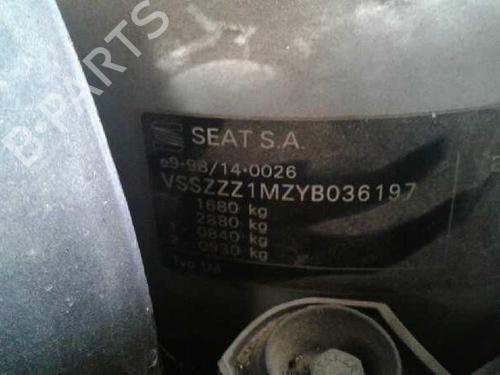 B-PARTS
SEAT S.A.
e9*98/14*0026
VSSZZZ1MZYB036197
1680 kg
2880 kg
1- 0840 kg
2- 0930 kg
Typ 1M